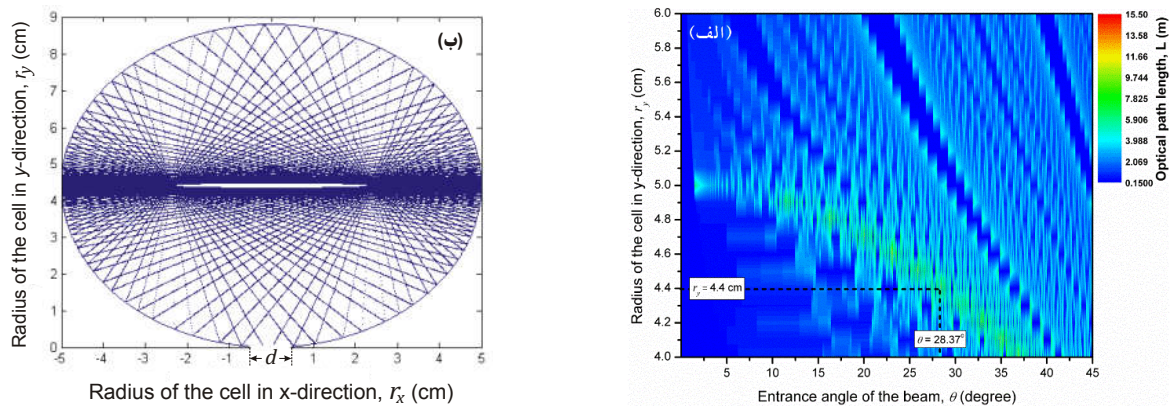 (ب)
Radius of the cell in y-direction, r_y (cm)
9
8
7
6
5
4
3
2
1
0
-5 -4 -3 -2 -1 0 1 2 3 4 5
d
Radius of the cell in x-direction, r_x (cm)
(الف)
Radius of the cell in y-direction, r_y (cm)
6.0
5.8
5.6
5.4
5.2
5.0
4.8
4.6
4.4
4.2
4.0
r_y = 4.4 cm
θ = 28.37°
5 10 15 20 25 30 35 40 45
Entrance angle of the beam, θ (degree)
15.50
13.58
11.66
9.744
7.825
5.906
3.988
2.069
0.1500
Optical path length, L (m)